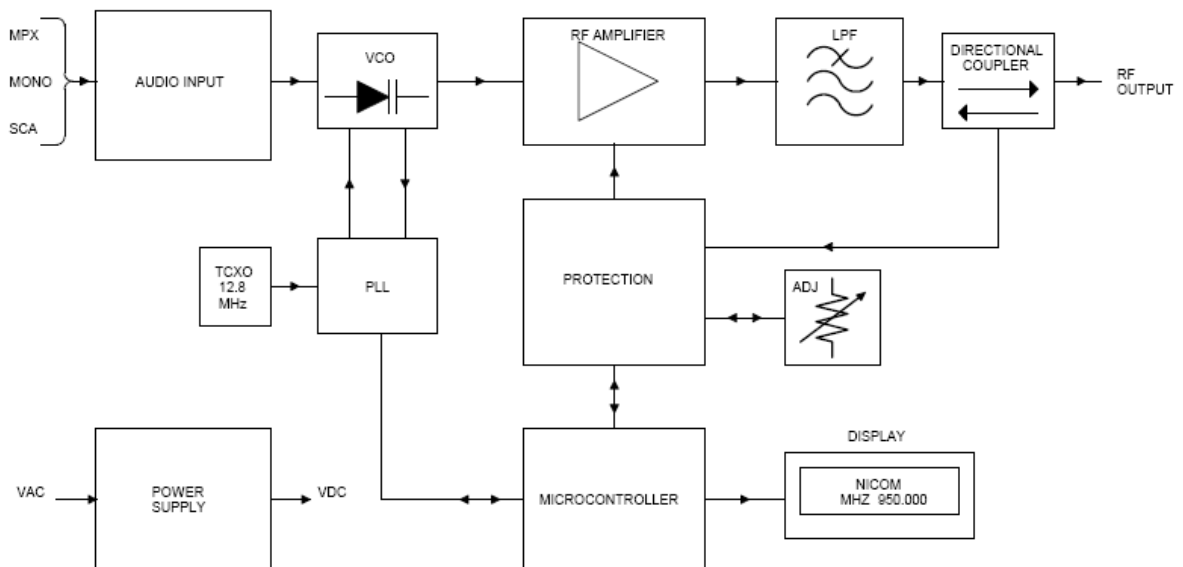 MPX
MONO
SCA
AUDIO INPUT
VCO
RF AMPLIFIER
LPF
DIRECTIONAL
COUPLER
RF
OUTPUT
TCXO
12.8
MHz
PLL
PROTECTION
ADJ
VAC
POWER
SUPPLY
VDC
MICROCONTROLLER
DISPLAY
NICOM
MHZ 950.000